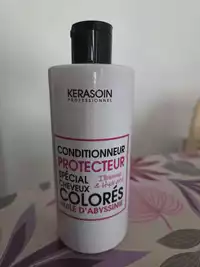 KERASOIN
PROFESSIONNEL
CONDITIONNEUR
PROTECTEUR
SPÉCIAL
CHEVEUX
COLORÉS
HUILE D'ABYSSINIE